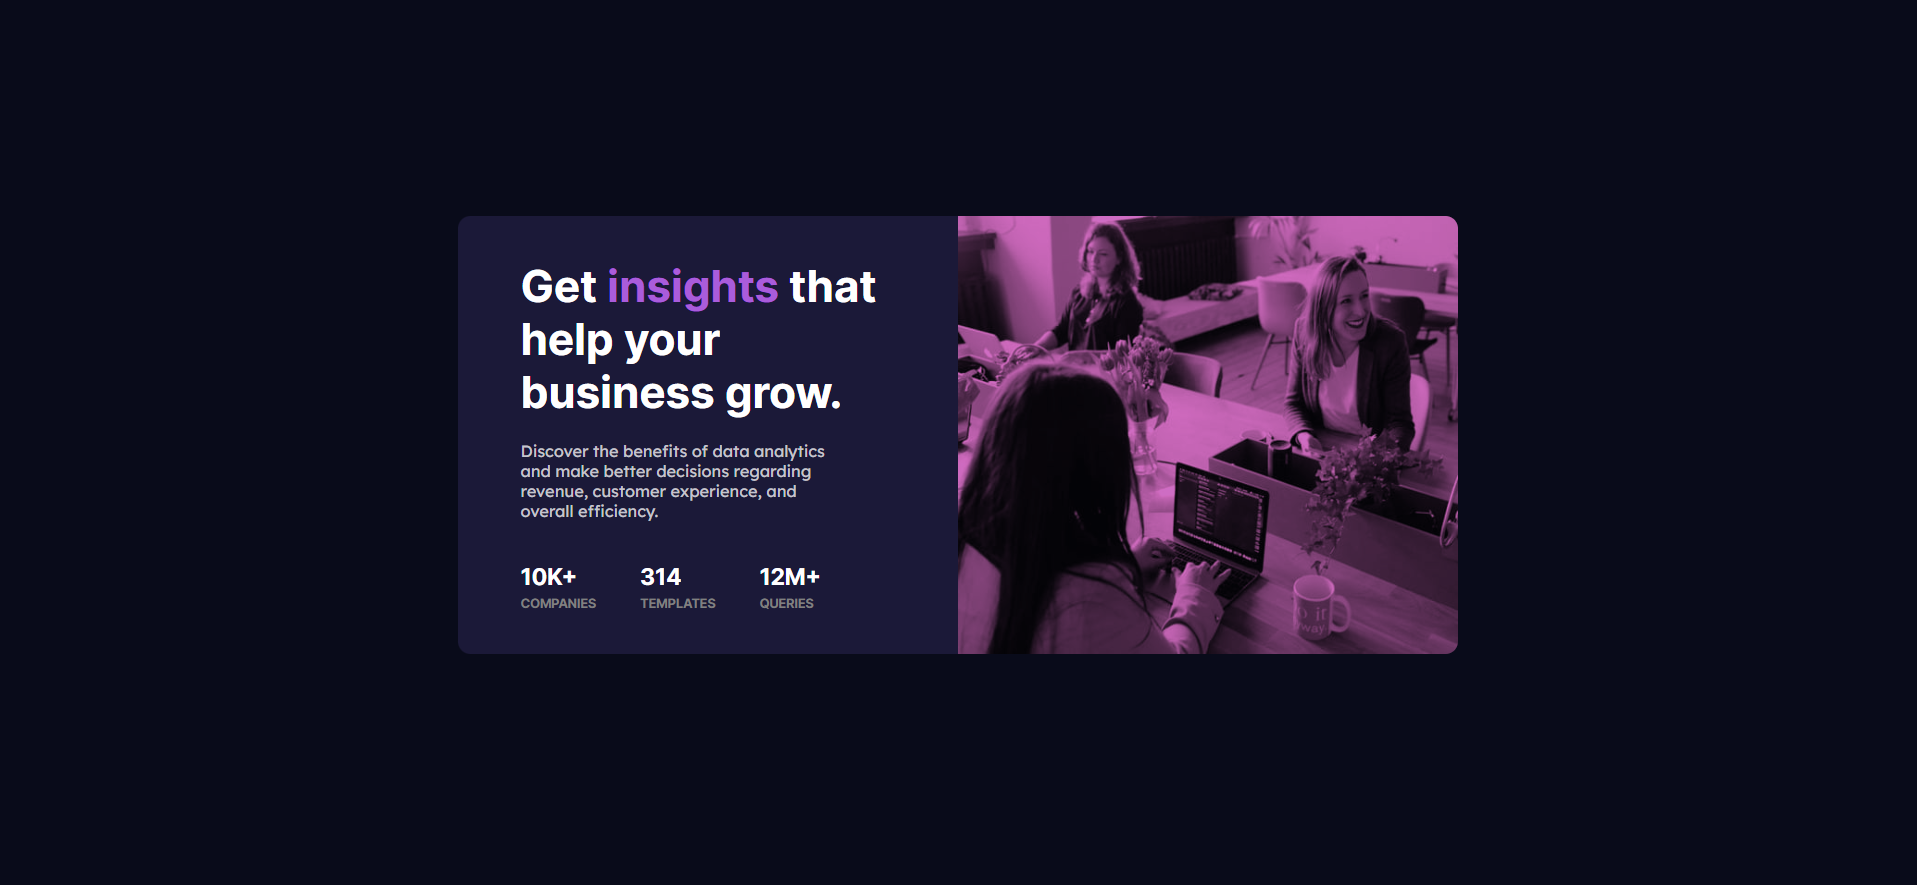 Get insights that
help your
business grow.
Discover the benefits of data analytics
and make better decisions regarding
revenue, customer experience, and
overall efficiency.
10K+ 314 12M+
COMPANIES TEMPLATES QUERIES